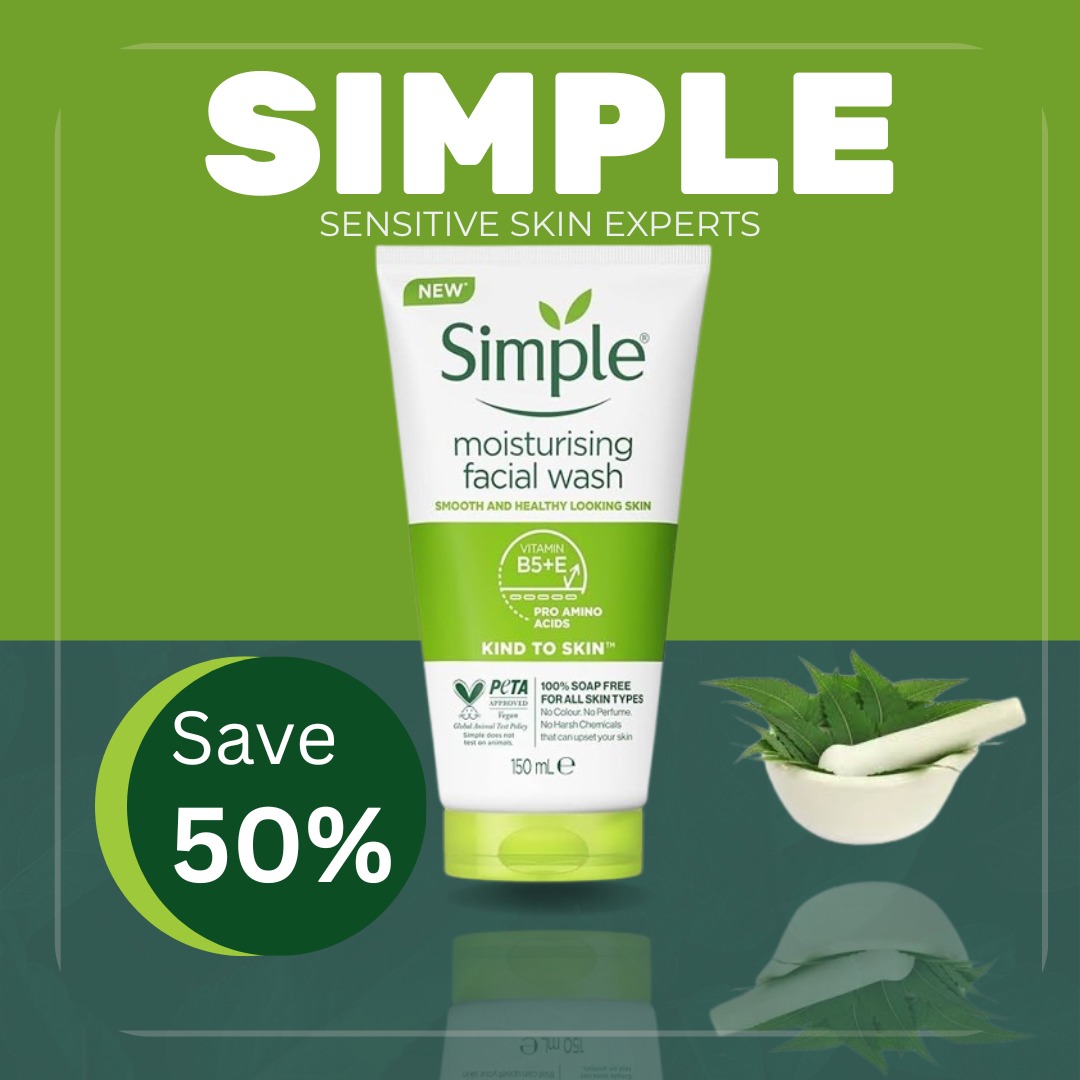 SIMPLE
SENSITIVE SKIN EXPERTS
NEW*
Simple®
moisturising
facial wash
SMOOTH AND HEALTHY LOOKING SKIN
VITAMIN
B5+E
PRO AMINO
ACIDS
KIND TO SKIN™
PETA
APPROVED
Vegan
Global Animal Test Policy
Simple does not
test on animals.
100% SOAP FREE
FOR ALL SKIN TYPES
No Colour. No Perfume.
No Harsh Chemicals
that can upset your skin
150 mL ℮
Save
50%
150 mL ℮